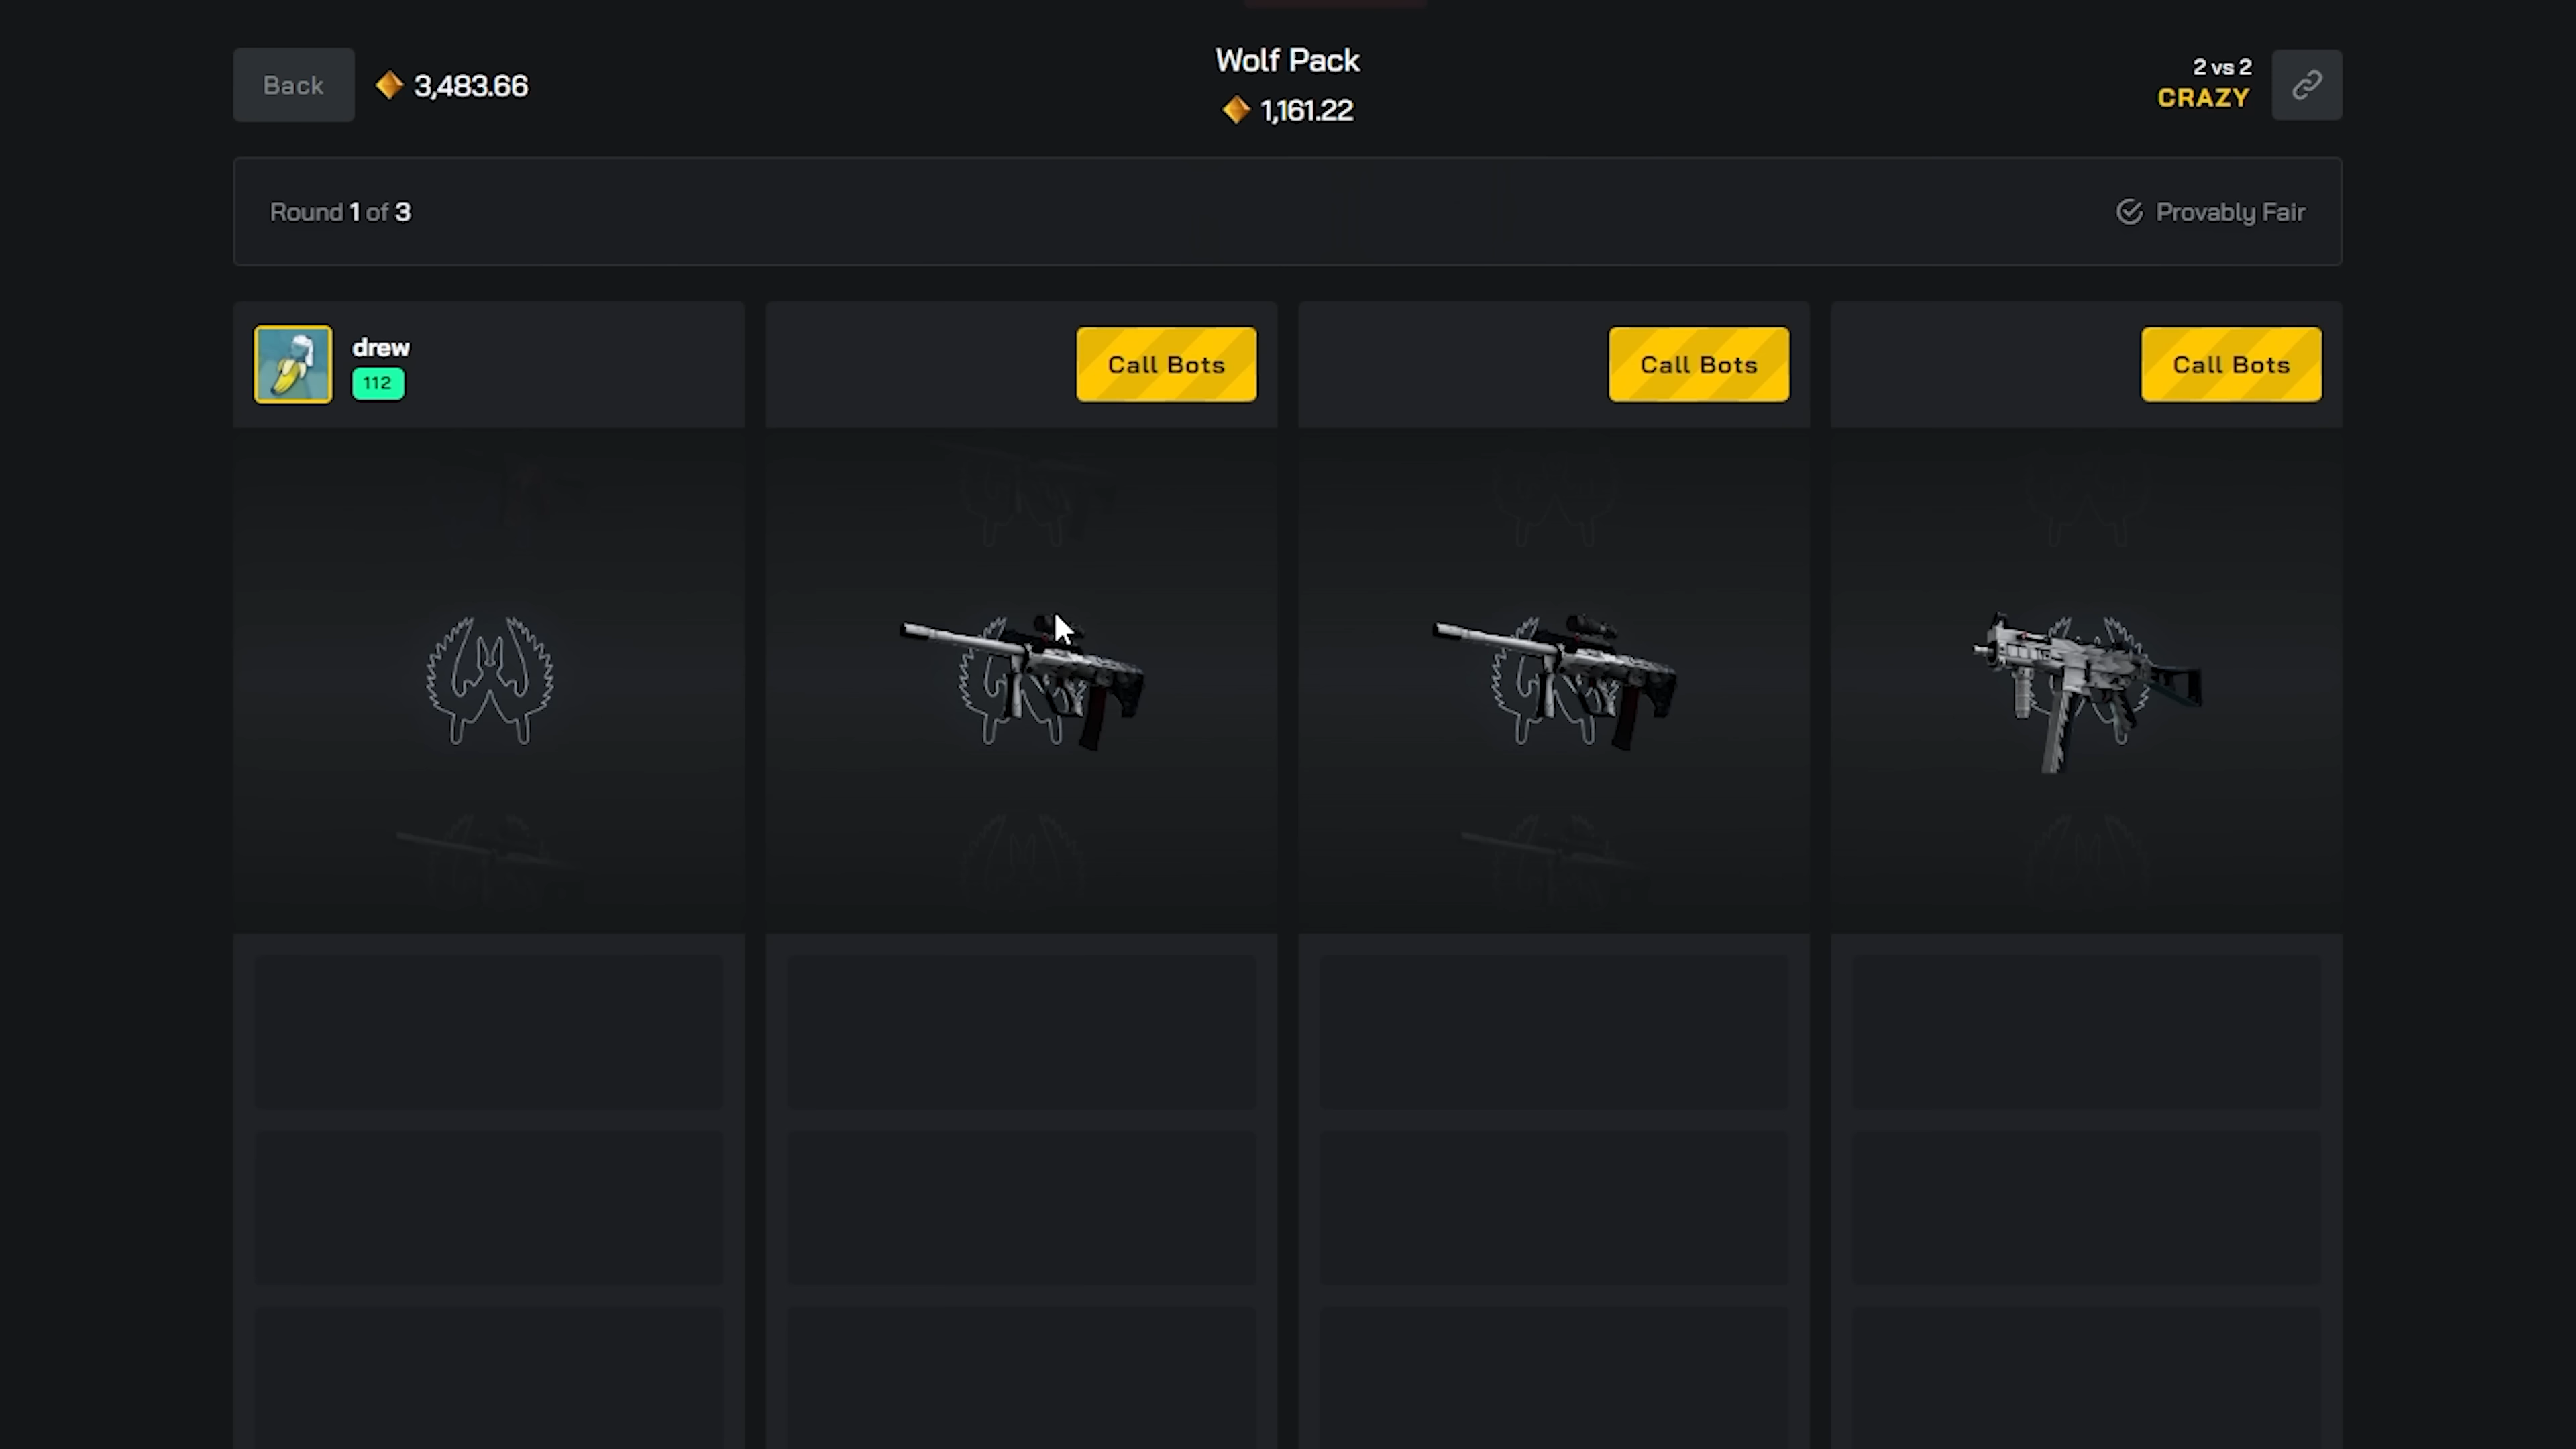 Back
3,483.66
Wolf Pack
1,161.22
2 vs 2
CRAZY
Round 1 of 3
Provably Fair
drew
112
Call Bots
Call Bots
Call Bots